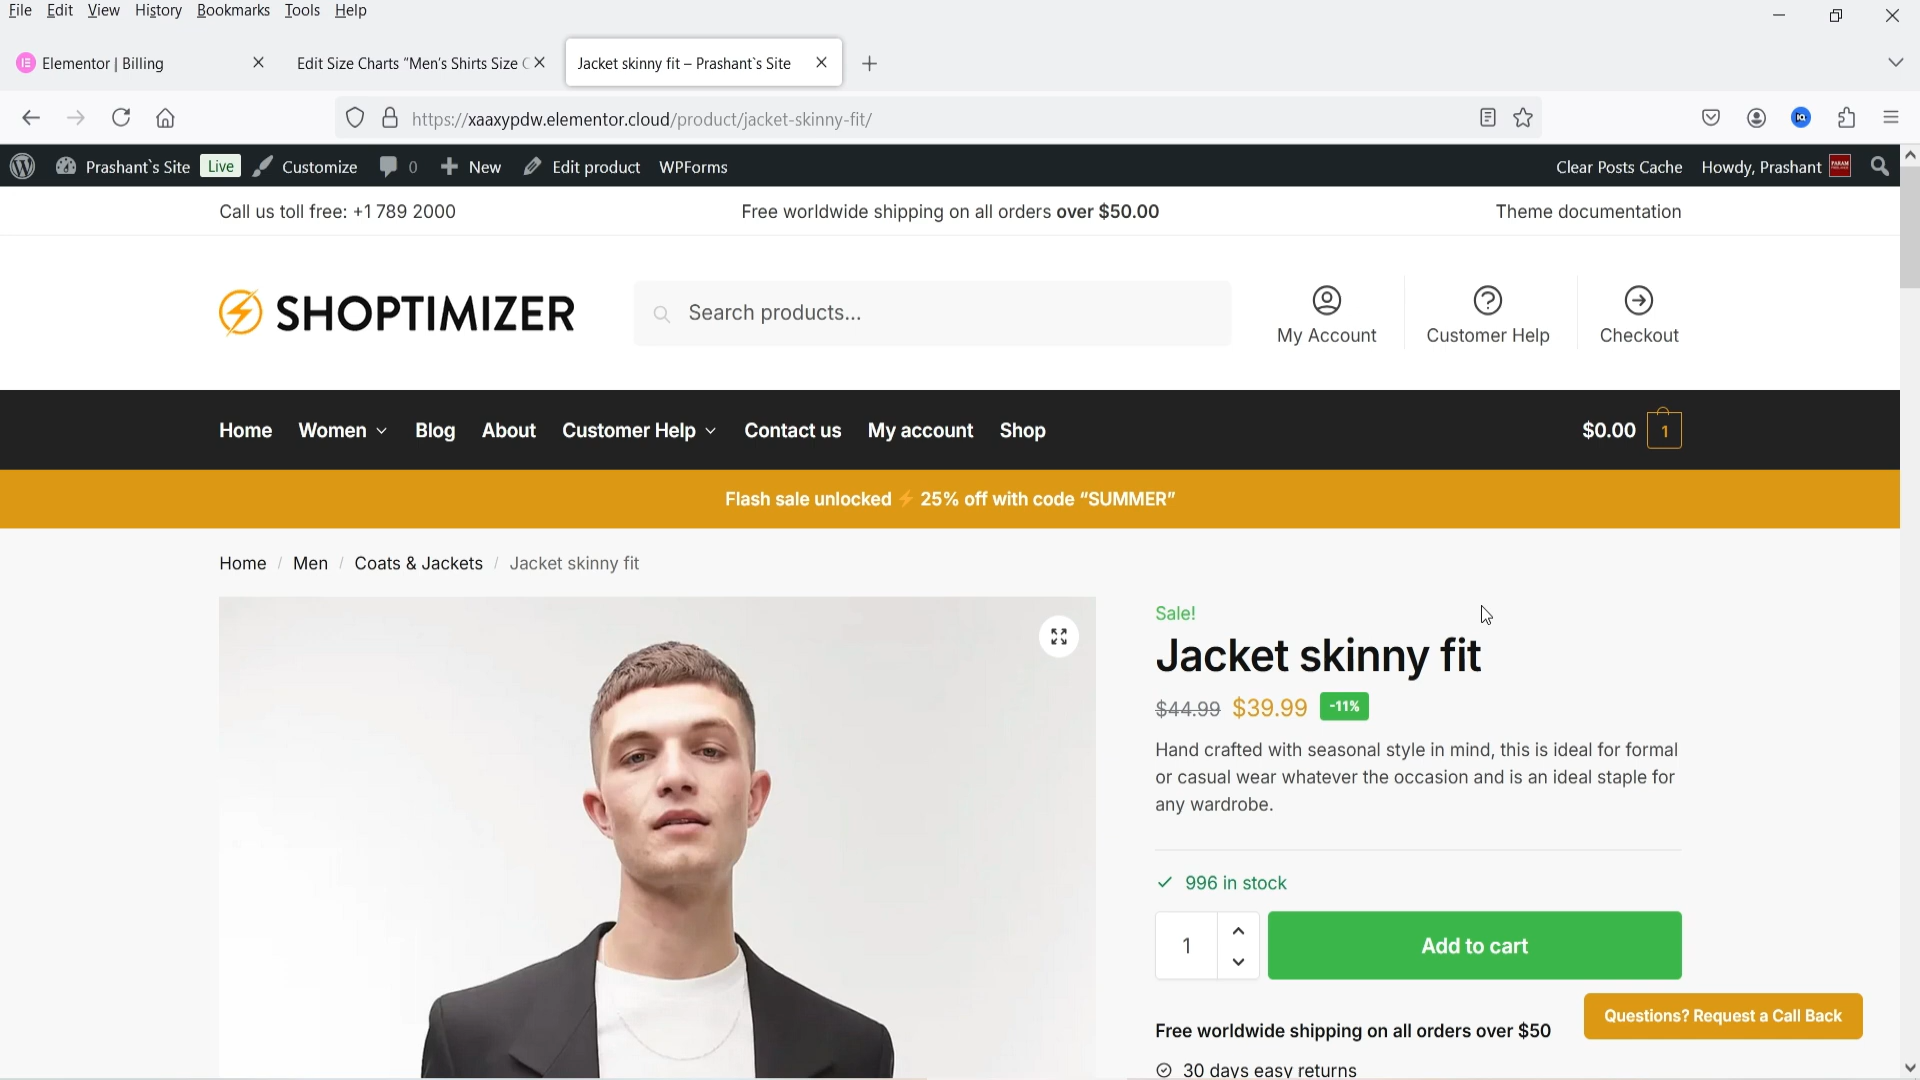 File Edit View History Bookmarks Tools Help
Elementor | Billing
Edit Size Charts "Men's Shirts Size C
Jacket skinny fit – Prashant`s Site
https://xaaxypdw.elementor.cloud/product/jacket-skinny-fit/
Prashant`s Site Live Customize 0 New Edit product WPForms Clear Posts Cache Howdy, Prashant
Call us toll free: +1 789 2000
Free worldwide shipping on all orders over $50.00
Theme documentation
SHOPTIMIZER
Search products...
My Account
Customer Help
Checkout
Home Women Blog About Customer Help Contact us My account Shop $0.00 1
Flash sale unlocked ⚡ 25% off with code “SUMMER”
Home / Men / Coats & Jackets / Jacket skinny fit
Sale!
Jacket skinny fit
$44.99 $39.99 -11%
Hand crafted with seasonal style in mind, this is ideal for formal
or casual wear whatever the occasion and is an ideal staple for
any wardrobe.
996 in stock
1
Add to cart
Questions? Request a Call Back
Free worldwide shipping on all orders over $50
30 days easy returns